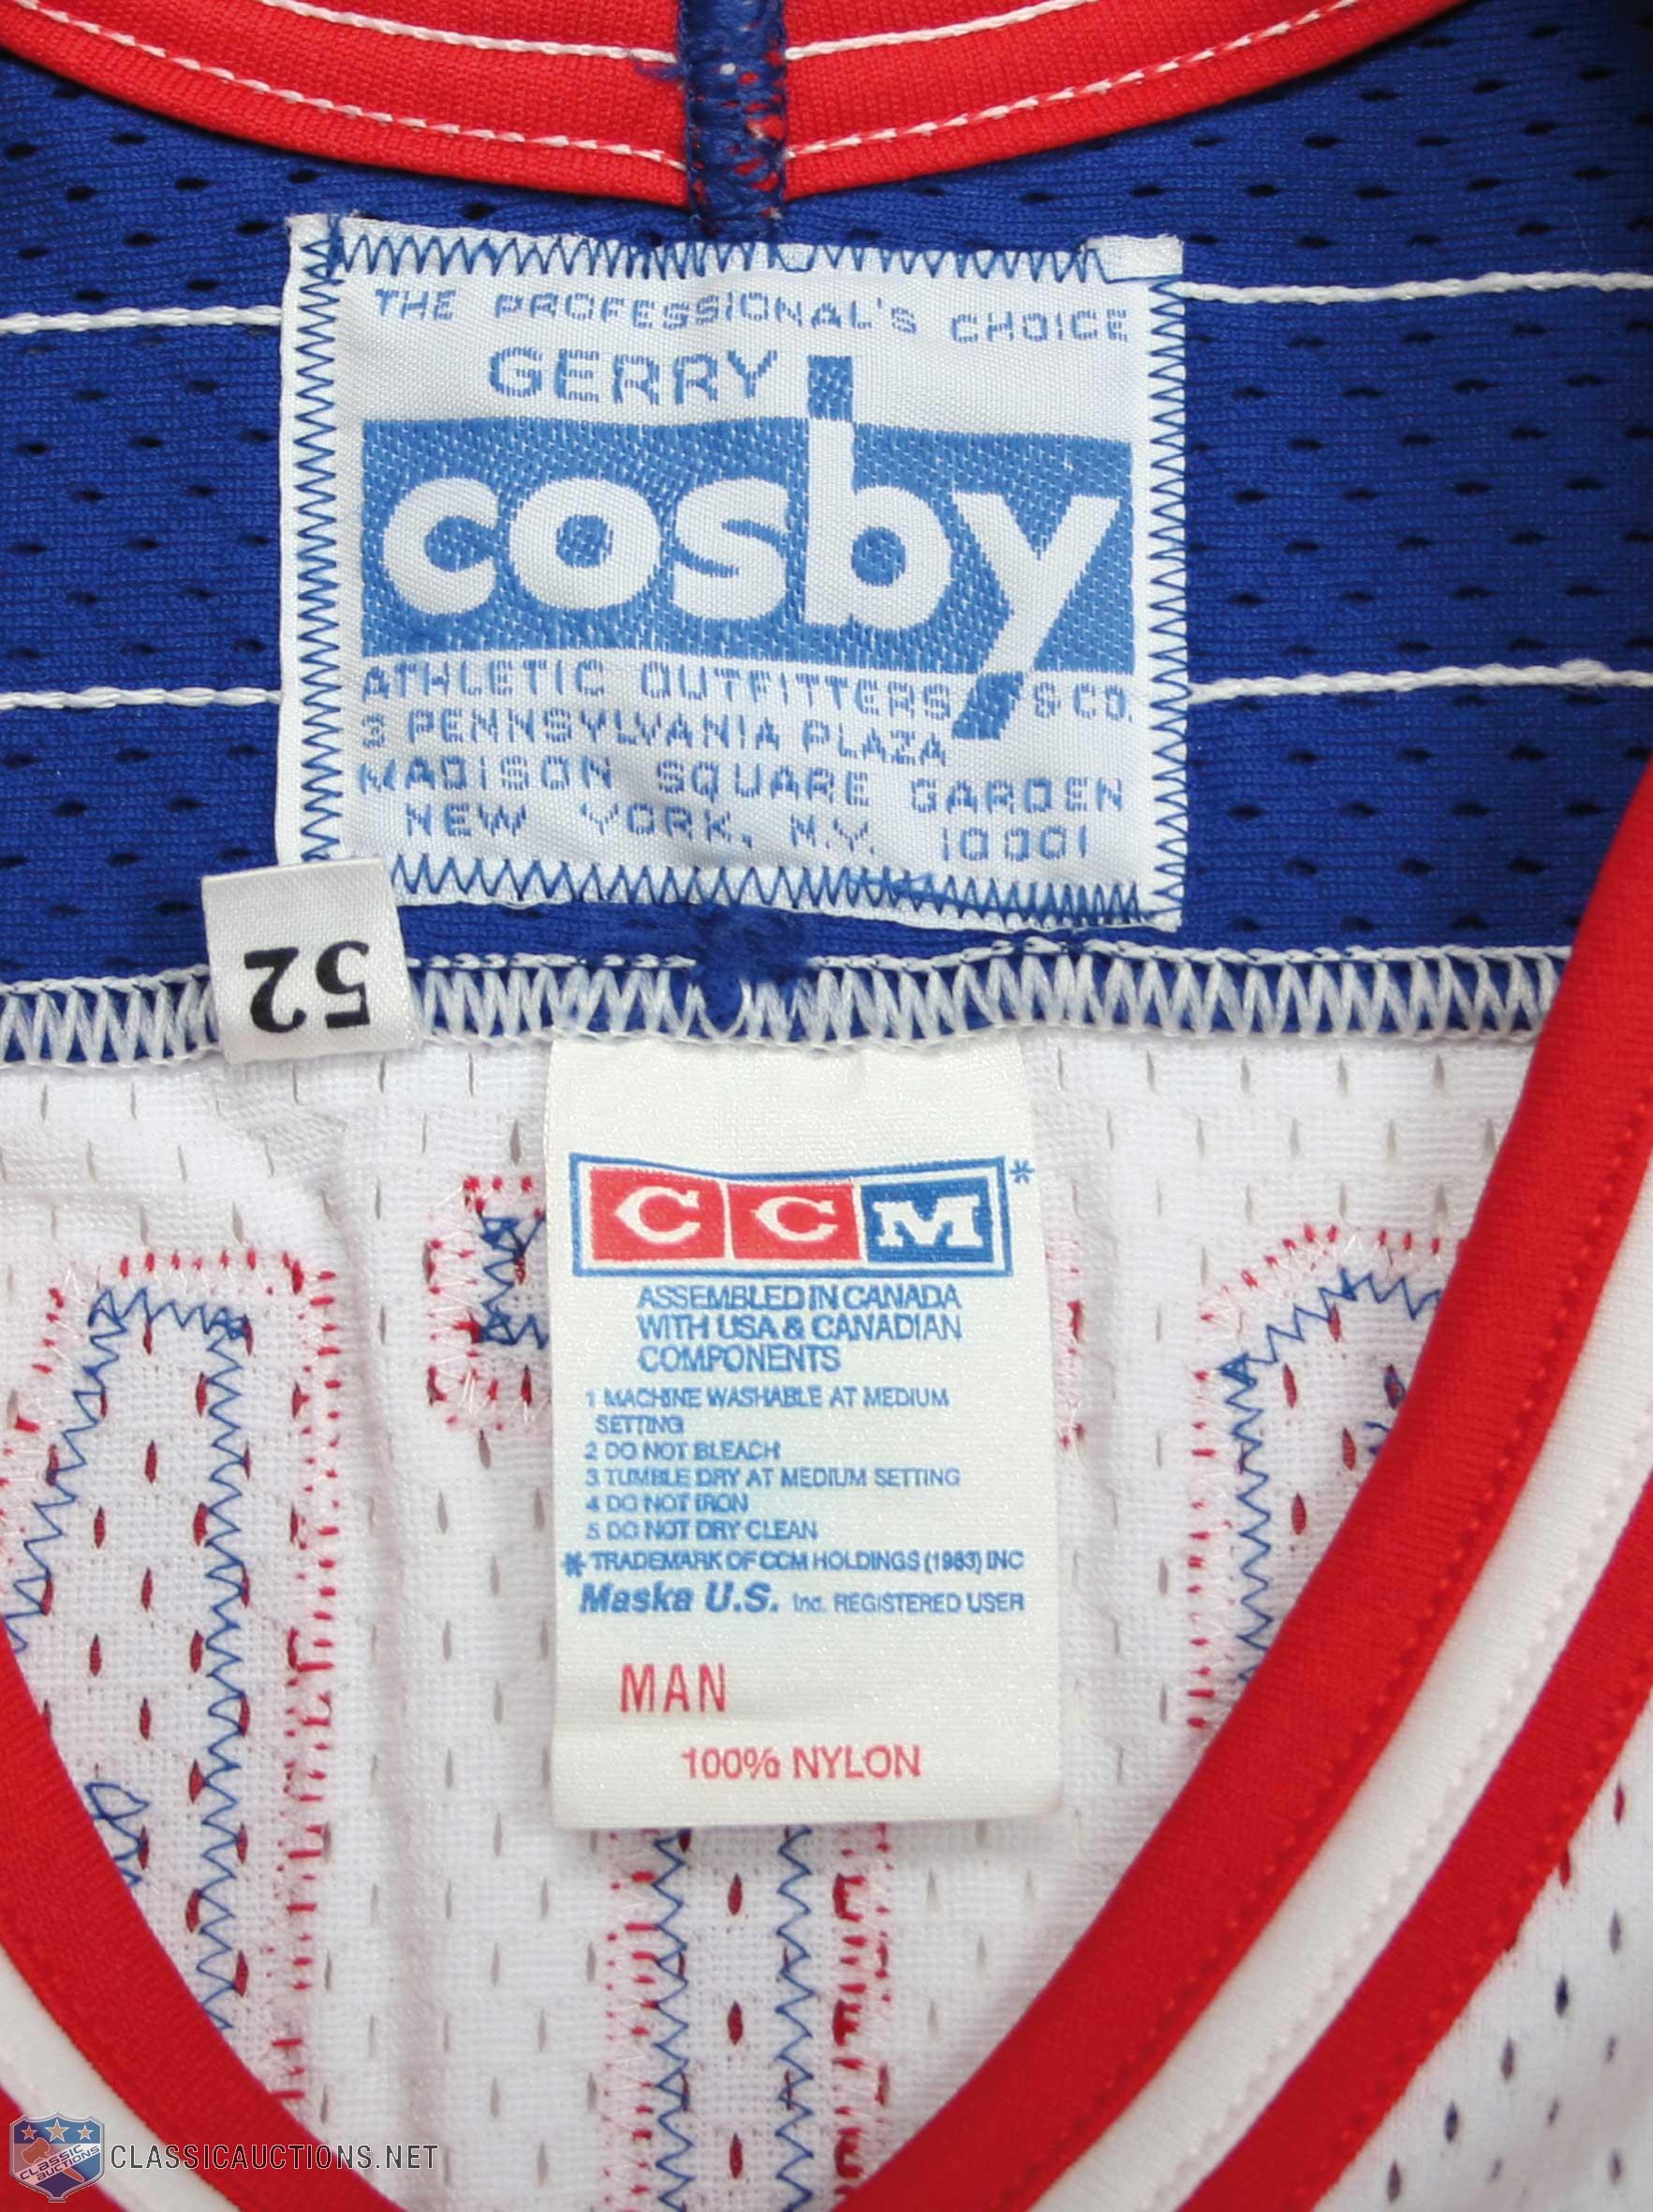 THE PROFESSIONAL'S CHOICE
GERRY
cosby
ATHLETIC OUTFITTERS & CO.
3 PENNSYLVANIA PLAZA
MADISON SQUARE GARDEN
NEW YORK, N.Y. 10001
52
CCM*
ASSEMBLED IN CANADA
WITH USA & CANADIAN
COMPONENTS
1 MACHINE WASHABLE AT MEDIUM
SETTING
2 DO NOT BLEACH
3 TUMBLE DRY AT MEDIUM SETTING
4 DO NOT IRON
5 DO NOT DRY CLEAN
* TRADEMARK OF CCM HOLDINGS (1983) INC
Maska U.S. Inc. REGISTERED USER
MAN
100% NYLON
CLASSIC AUCTIONS
CLASSICAUCTIONS.NET